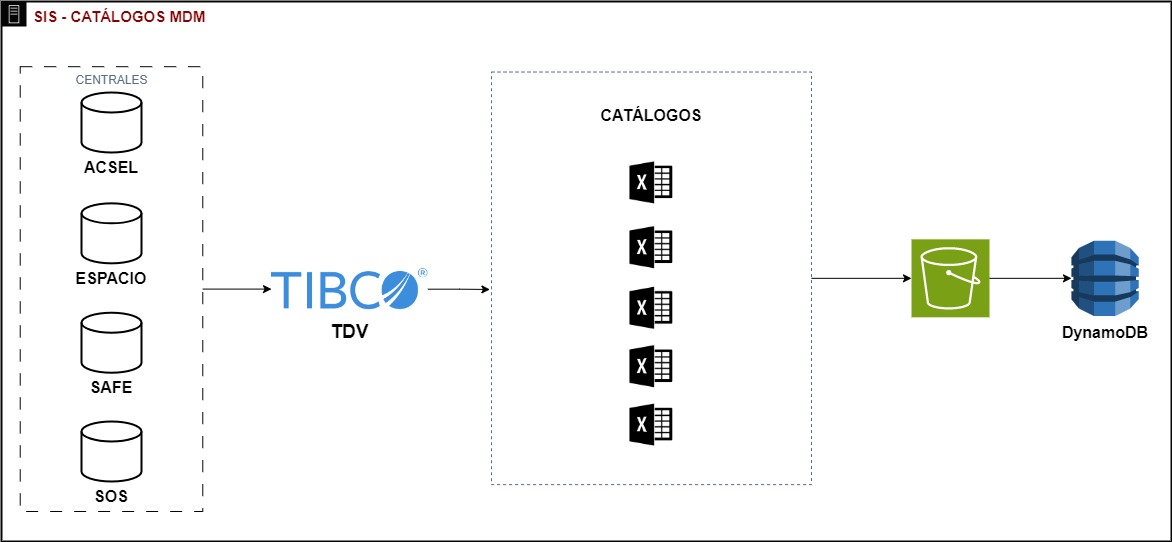 SIS - CATÁLOGOS MDM
CENTRALES
ACSEL
ESPACIO
SAFE
SOS
TIBCO®
TDV
CATÁLOGOS
X
X
X
X
X
DynamoDB